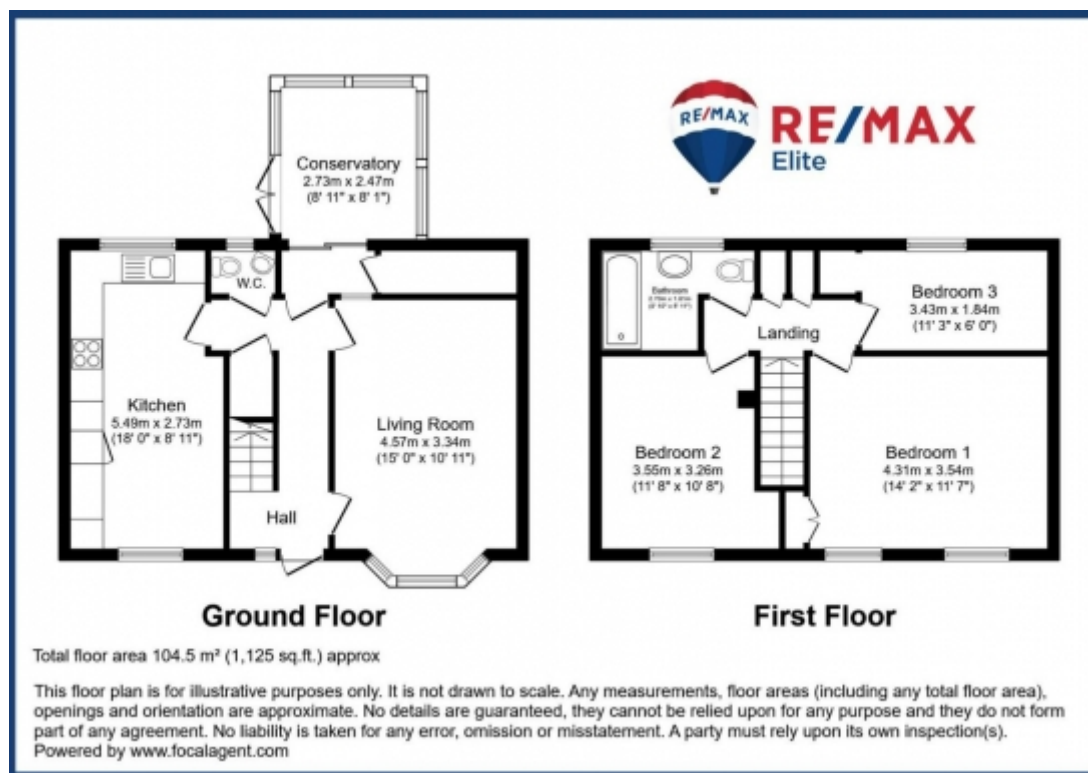 RE/MAX
RE/MAX
Elite
Conservatory
2.73m x 2.47m
(8' 11" x 8' 1")
W.C.
Kitchen
5.49m x 2.73m
(18' 0" x 8' 11")
Living Room
4.57m x 3.34m
(15' 0" x 10' 11")
Hall
Ground Floor
Bathroom
Landing
Bedroom 3
3.43m x 1.84m
(11' 3" x 6' 0")
Bedroom 2
3.55m x 3.26m
(11' 8" x 10' 8")
Bedroom 1
4.31m x 3.54m
(14' 2" x 11' 7")
First Floor
Total floor area 104.5 m² (1,125 sq.ft.) approx
This floor plan is for illustrative purposes only. It is not drawn to scale. Any measurements, floor areas (including any total floor area),
openings and orientation are approximate. No details are guaranteed, they cannot be relied upon for any purpose and they do not form
part of any agreement. No liability is taken for any error, omission or misstatement. A party must rely upon its own inspection(s).
Powered by www.focalagent.com